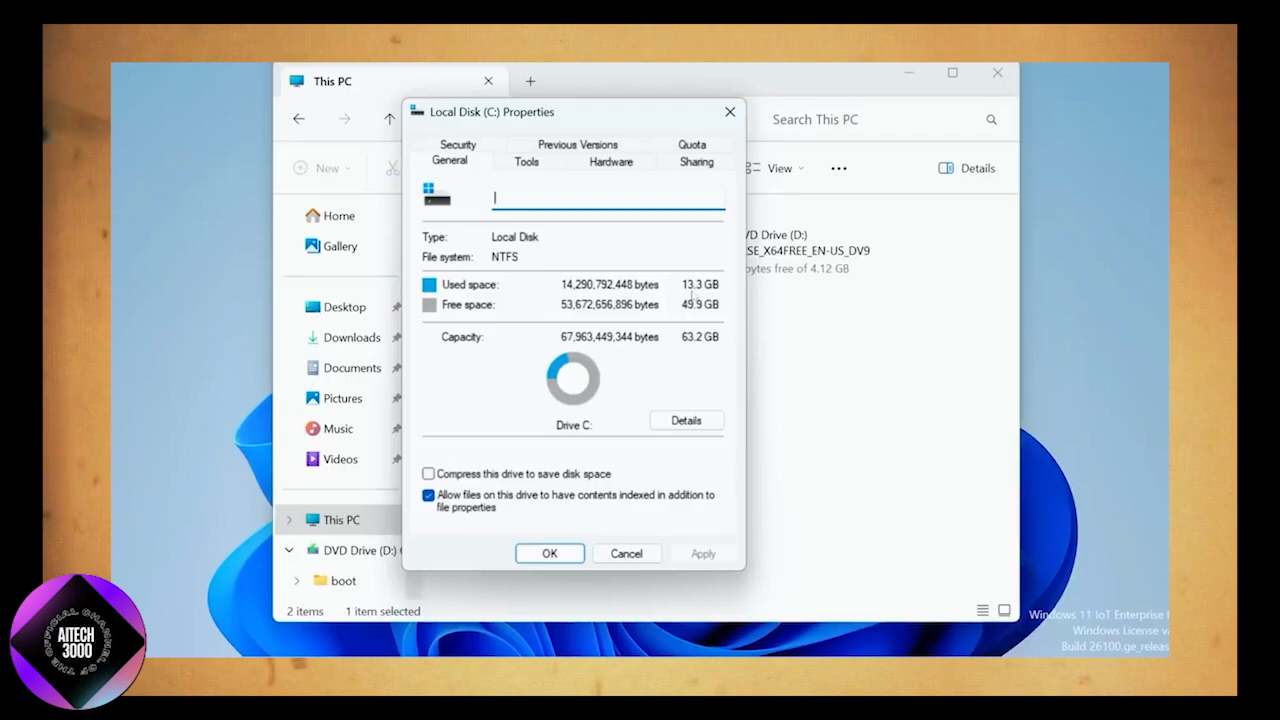 This PC
Local Disk (C:) Properties
Search This PC
Security
Previous Versions
Quota
General
Tools
Hardware
Sharing
New
View
Details
Home
Gallery
Desktop
Downloads
Documents
Pictures
Music
Videos
This PC
DVD Drive (D:)
boot
Type: Local Disk
File system: NTFS
Used space: 14,290,792,448 bytes 13.3 GB
Free space: 53,672,656,896 bytes 49.9 GB
Capacity: 67,963,449,344 bytes 63.2 GB
Drive C:
Details
Compress this drive to save disk space
Allow files on this drive to have contents indexed in addition to
file properties
OK
Cancel
Apply
VD Drive (D:)
SE_X64FREE_EN-US_DV9
bytes free of 4.12 GB
2 items
1 item selected
Windows 11 IoT Enterprise
Windows License
Build 26100.ge_releas
THE OFFICIAL CHANNEL OF
AITECH
3000